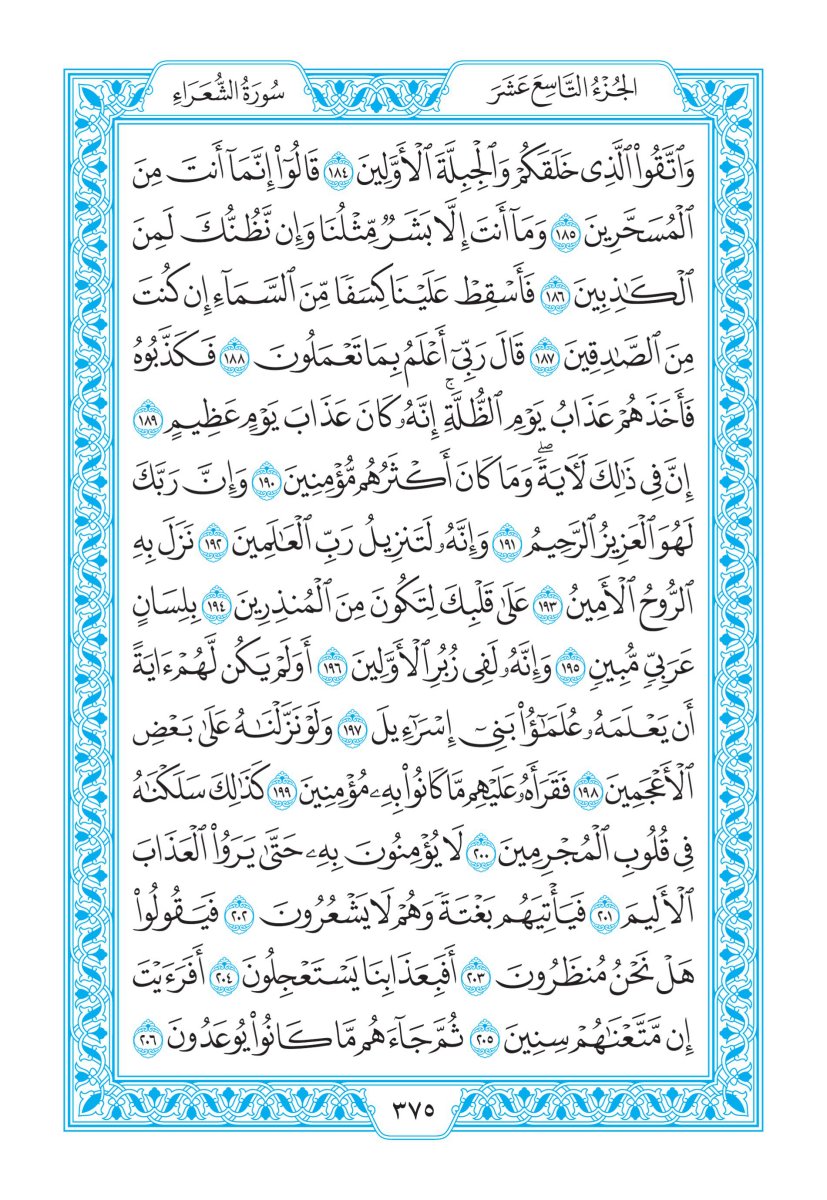 الجُزْءُ التَّاسِعَ عَشَرَ
سُورَةُ الشُّعَرَاءِ
وَٱتَّقُوا۟ ٱلَّذِى خَلَقَكُمْ وَٱلْجِبِلَّةَ ٱلْأَوَّلِينَ ١٨٤ قَالُوٓا۟ إِنَّمَآ أَنتَ مِنَ
ٱلْمُسَحَّرِينَ ١٨٥ وَمَآ أَنتَ إِلَّا بَشَرٌ مِّثْلُنَا وَإِن نَّظُنُّكَ لَمِنَ
ٱلْكَـٰذِبِينَ ١٨٦ فَأَسْقِطْ عَلَيْنَا كِسَفًا مِّنَ ٱلسَّمَآءِ إِن كُنتَ
مِنَ ٱلصَّـٰدِقِينَ ١٨٧ قَالَ رَبِّىٓ أَعْلَمُ بِمَا تَعْمَلُونَ ١٨٨ فَكَذَّبُوهُ
فَأَخَذَهُمْ عَذَابُ يَوْمِ ٱلظُّلَّةِ ۚ إِنَّهُۥ كَانَ عَذَابَ يَوْمٍ عَظِيمٍ ١٨٩
إِنَّ فِى ذَٰلِكَ لَـَٔايَةً ۖ وَمَا كَانَ أَكْثَرُهُم مُّؤْمِنِينَ ١٩٠ وَإِنَّ رَبَّكَ
لَهُوَ ٱلْعَزِيزُ ٱلرَّحِيمُ ١٩١ وَإِنَّهُۥ لَتَنزِيلُ رَبِّ ٱلْعَـٰلَمِينَ ١٩٢ نَزَلَ بِهِ
ٱلرُّوحُ ٱلْأَمِينُ ١٩٣ عَلَىٰ قَلْبِكَ لِتَكُونَ مِنَ ٱلْمُنذِرِينَ ١٩٤ بِلِسَانٍ
عَرَبِىٍّ مُّبِينٍ ١٩٥ وَإِنَّهُۥ لَفِى زُبُرِ ٱلْأَوَّلِينَ ١٩٦ أَوَلَمْ يَكُن لَّهُمْ ءَايَةً
أَن يَعْلَمَهُۥ عُلَمَـٰٓؤُا۟ بَنِىٓ إِسْرَٰٓءِيلَ ١٩٧ وَلَوْ نَزَّلْنَـٰهُ عَلَىٰ بَعْضِ
ٱلْأَعْجَمِينَ ١٩٨ فَقَرَأَهُۥ عَلَيْهِم مَّا كَانُوا۟ بِهِۦ مُؤْمِنِينَ ١٩٩ كَذَٰلِكَ سَلَكْنَـٰهُ
فِى قُلُوبِ ٱلْمُجْرِمِينَ ٢٠٠ لَا يُؤْمِنُونَ بِهِۦ حَتَّىٰ يَرَوُا۟ ٱلْعَذَابَ
ٱلْأَلِيمَ ٢٠١ فَيَأْتِيَهُم بَغْتَةً وَهُمْ لَا يَشْعُرُونَ ٢٠٢ فَيَقُولُوا۟
هَلْ نَحْنُ مُنظَرُونَ ٢٠٣ أَفَبِعَذَابِنَا يَسْتَعْجِلُونَ ٢٠٤ أَفَرَءَيْتَ
إِن مَّتَّعْنَـٰهُمْ سِنِينَ ٢٠٥ ثُمَّ جَآءَهُم مَّا كَانُوا۟ يُوعَدُونَ ٢٠٦
٣٧٥